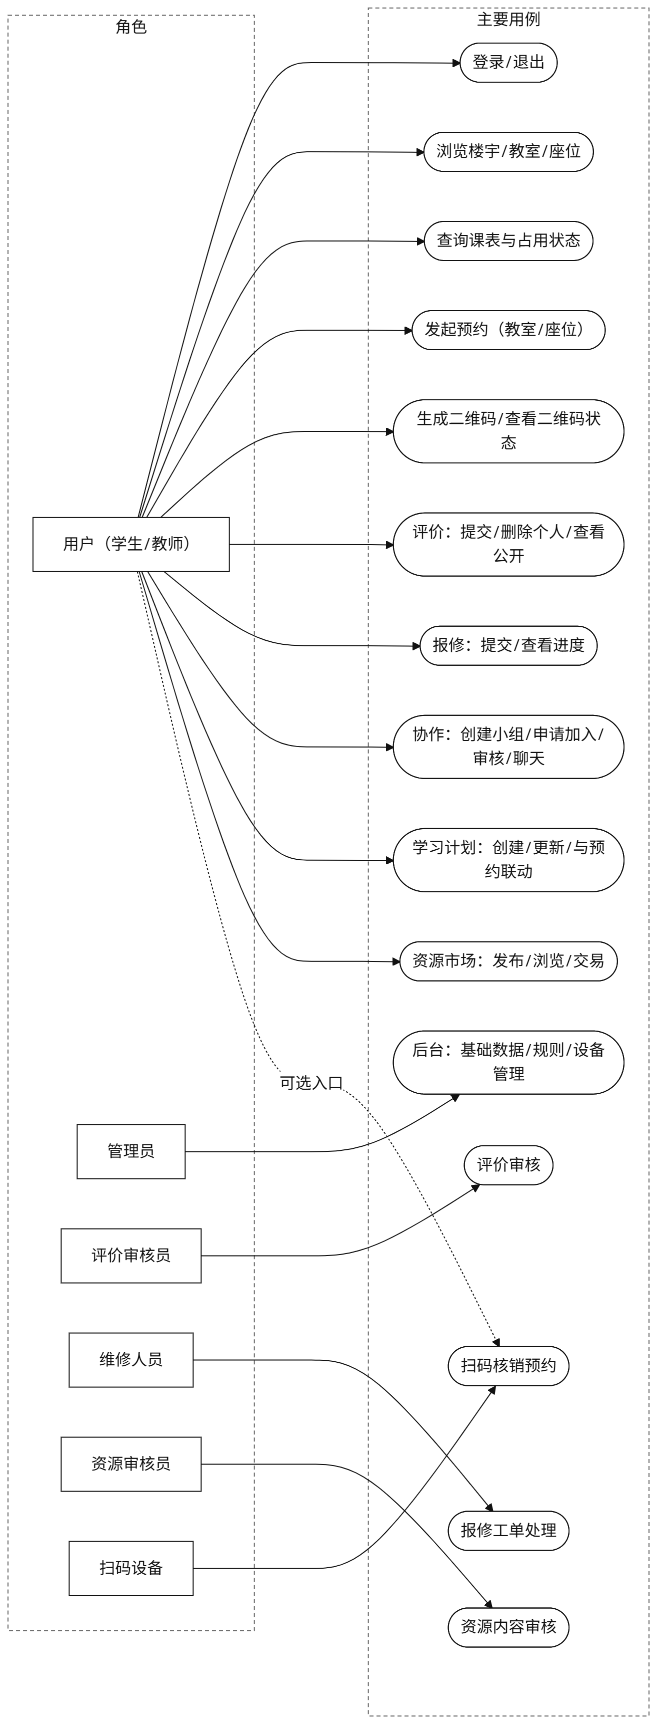 角色
主要用例
登录/退出
浏览楼宇/教室/座位
查询课表与占用状态
发起预约（教室/座位）
生成二维码/查看二维码状
态
用户（学生/教师）
评价：提交/删除个人/查看
公开
报修：提交/查看进度
协作：创建小组/申请加入/
审核/聊天
学习计划：创建/更新/与预
约联动
资源市场：发布/浏览/交易
后台：基础数据/规则/设备
管理
可选入口
管理员
评价审核
评价审核员
维修人员
扫码核销预约
资源审核员
报修工单处理
扫码设备
资源内容审核